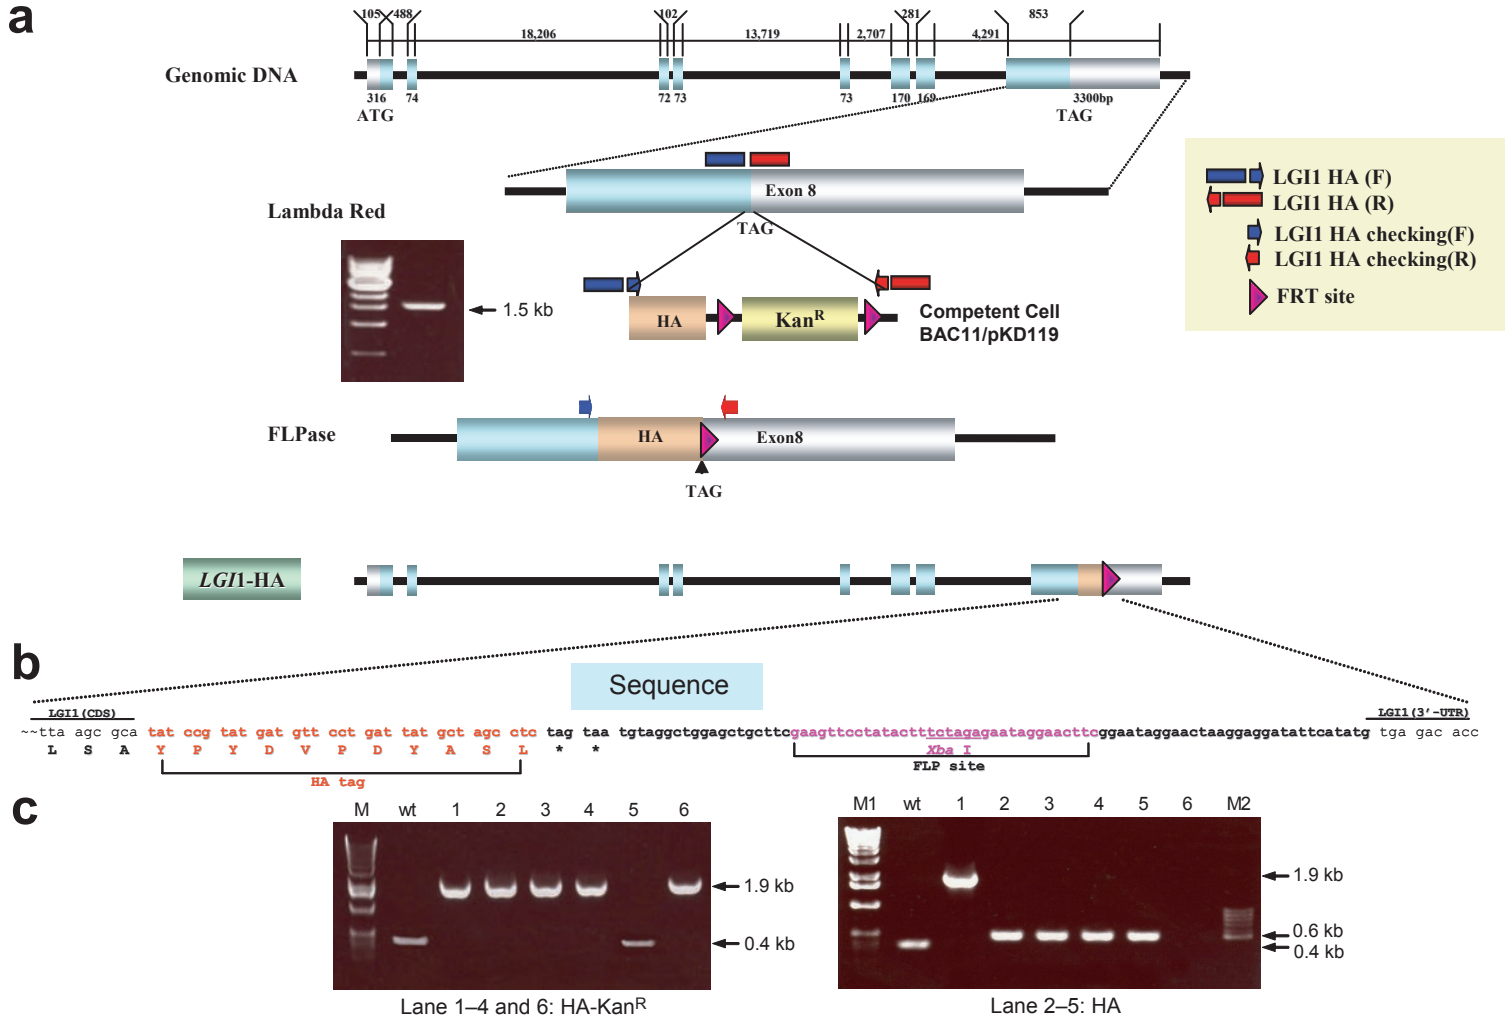 a
105 488 102 281 853
18,206 13,719 2,707 4,291
Genomic DNA
316 74 72 73 73 170 169 3300bp
ATG TAG
Exon 8
TAG
Lambda Red
1.5 kb
HA Kan^R
Competent Cell
BAC11/pKD119
LGI1 HA (F)
LGI1 HA (R)
LGI1 HA checking(F)
LGI1 HA checking(R)
FRT site
FLPase
HA Exon8
TAG
LGI1-HA
b
Sequence
LGI1(CDS) LGI1(3'-UTR)
~~tta agc gca tat ccg tat gat gtt cct gat tat gct agc ctc tag taa tgtaggctggagctgcttcgaagttcctatactttctagagaataggaacttcggaataggaactaaggaggatattcatatg tga gac acc
L S A Y P Y D V P D Y A S L * * Xba I
HA tag FLP site
c
M wt 1 2 3 4 5 6
1.9 kb
0.4 kb
Lane 1–4 and 6: HA-Kan^R
M1 wt 1 2 3 4 5 6 M2
1.9 kb
0.6 kb
0.4 kb
Lane 2–5: HA